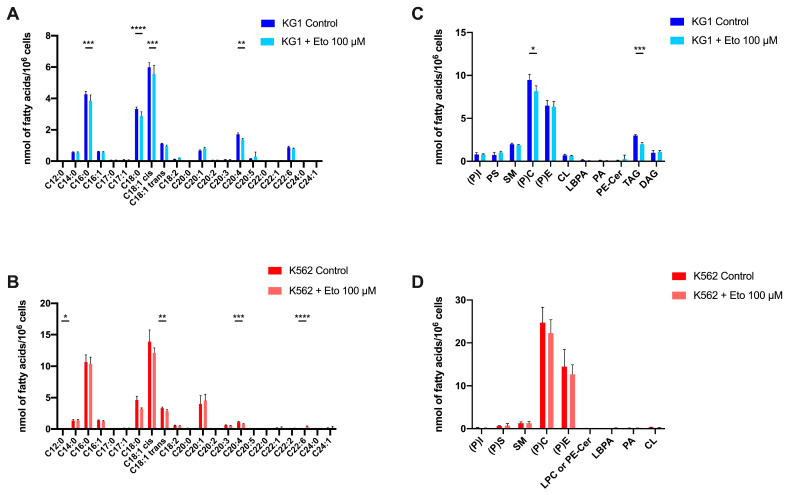 A
KG1 Control
KG1 + Eto 100 µM
nmol of fatty acids/10⁶ cells
8
6
4
2
0
***
****
***
**
C12:0
C14:0
C16:0
C16:1
C17:0
C17:1
C18:0
C18:1 cis
C18:1 trans
C18:2
C20:0
C20:1
C20:2
C20:3
C20:4
C20:5
C22:0
C22:1
C22:6
C24:0
C24:1
C
KG1 Control
KG1 + Eto 100 µM
nmol of fatty acids/10⁶ cells
15
10
5
0
*
***
(P)I
PS
SM
(P)C
(P)E
CL
LBPA
PA
PE-Cer
TAG
DAG
B
K562 Control
K562 + Eto 100 µM
nmol of fatty acids/10⁶ cells
20
15
10
5
0
*
**
***
****
C12:0
C14:0
C16:0
C16:1
C17:0
C17:1
C18:0
C18:1 cis
C18:1 trans
C18:2
C20:0
C20:1
C20:2
C20:3
C20:4
C20:5
C22:0
C22:1
C22:2
C22:6
C24:0
C24:1
D
K562 Control
K562 + Eto 100 µM
nmol of fatty acids/10⁶ cells
30
20
10
0
(P)I
(P)S
SM
(P)C
(P)E
LPC or PE-Cer
LBPA
PA
CL